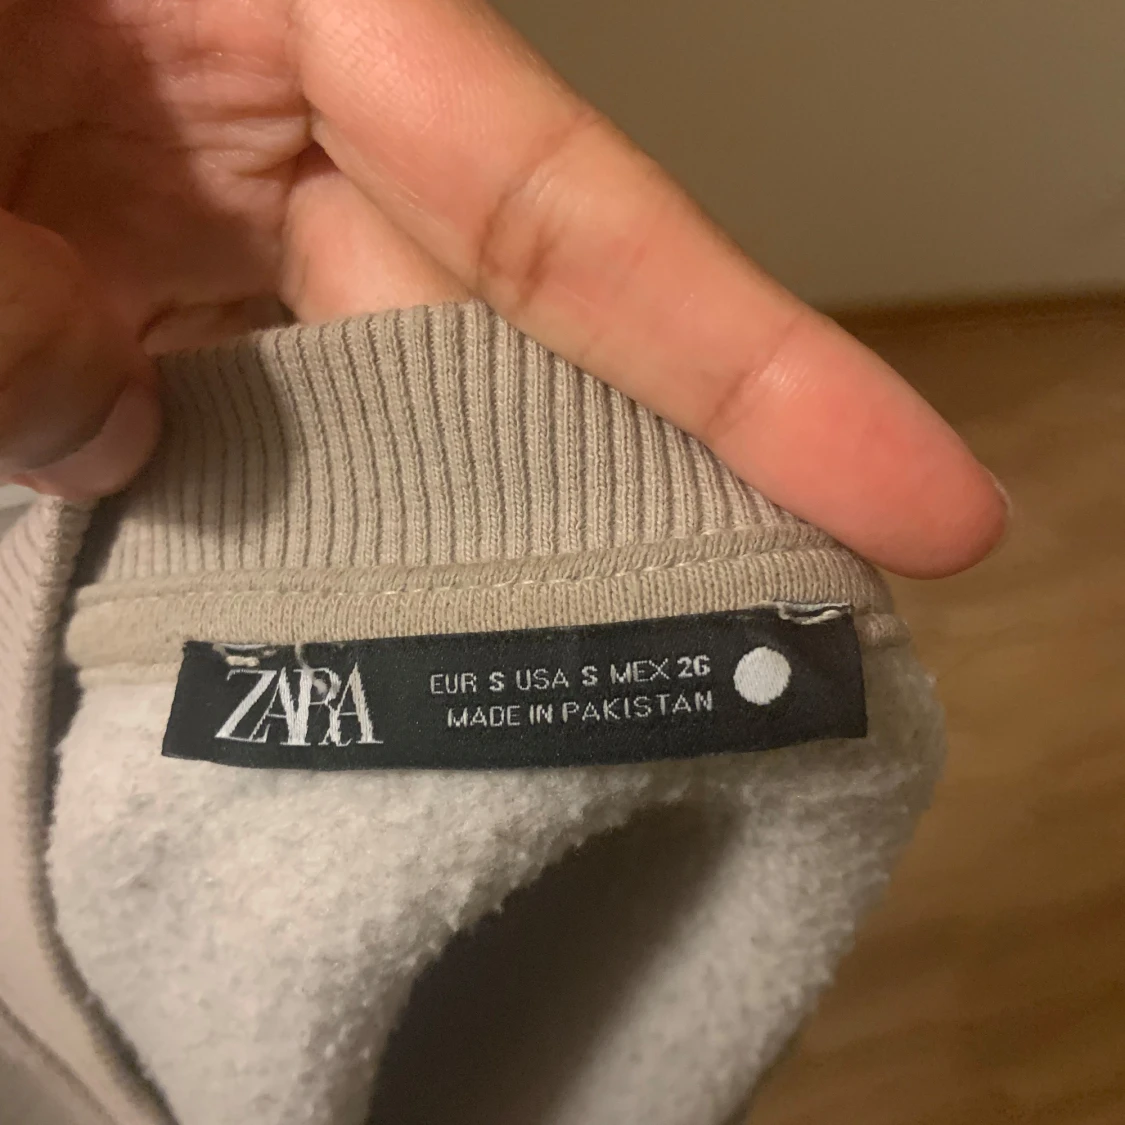 ZARA
EUR S USA S MEX 26
MADE IN PAKISTAN